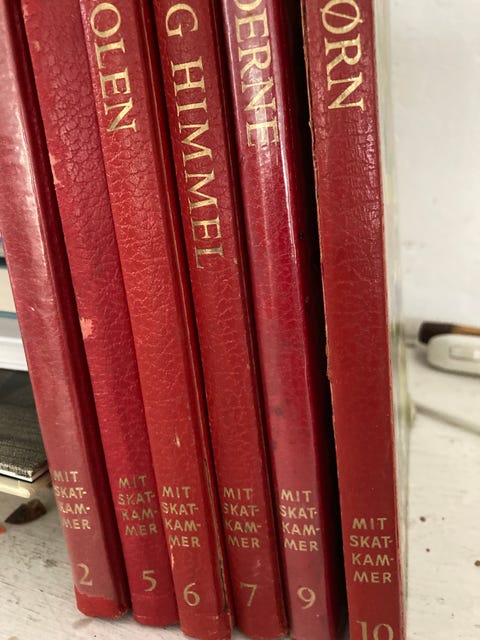 MIT
SKAT-
KAM-
MER
2
MIT
SKAT-
KAM-
MER
5
OLEN
MIT
SKAT-
KAM-
MER
6
G HIMMEL
MIT
SKAT-
KAM-
MER
7
DERNE
MIT
SKAT-
KAM-
MER
9
ØRN
MIT
SKAT-
KAM-
MER
10